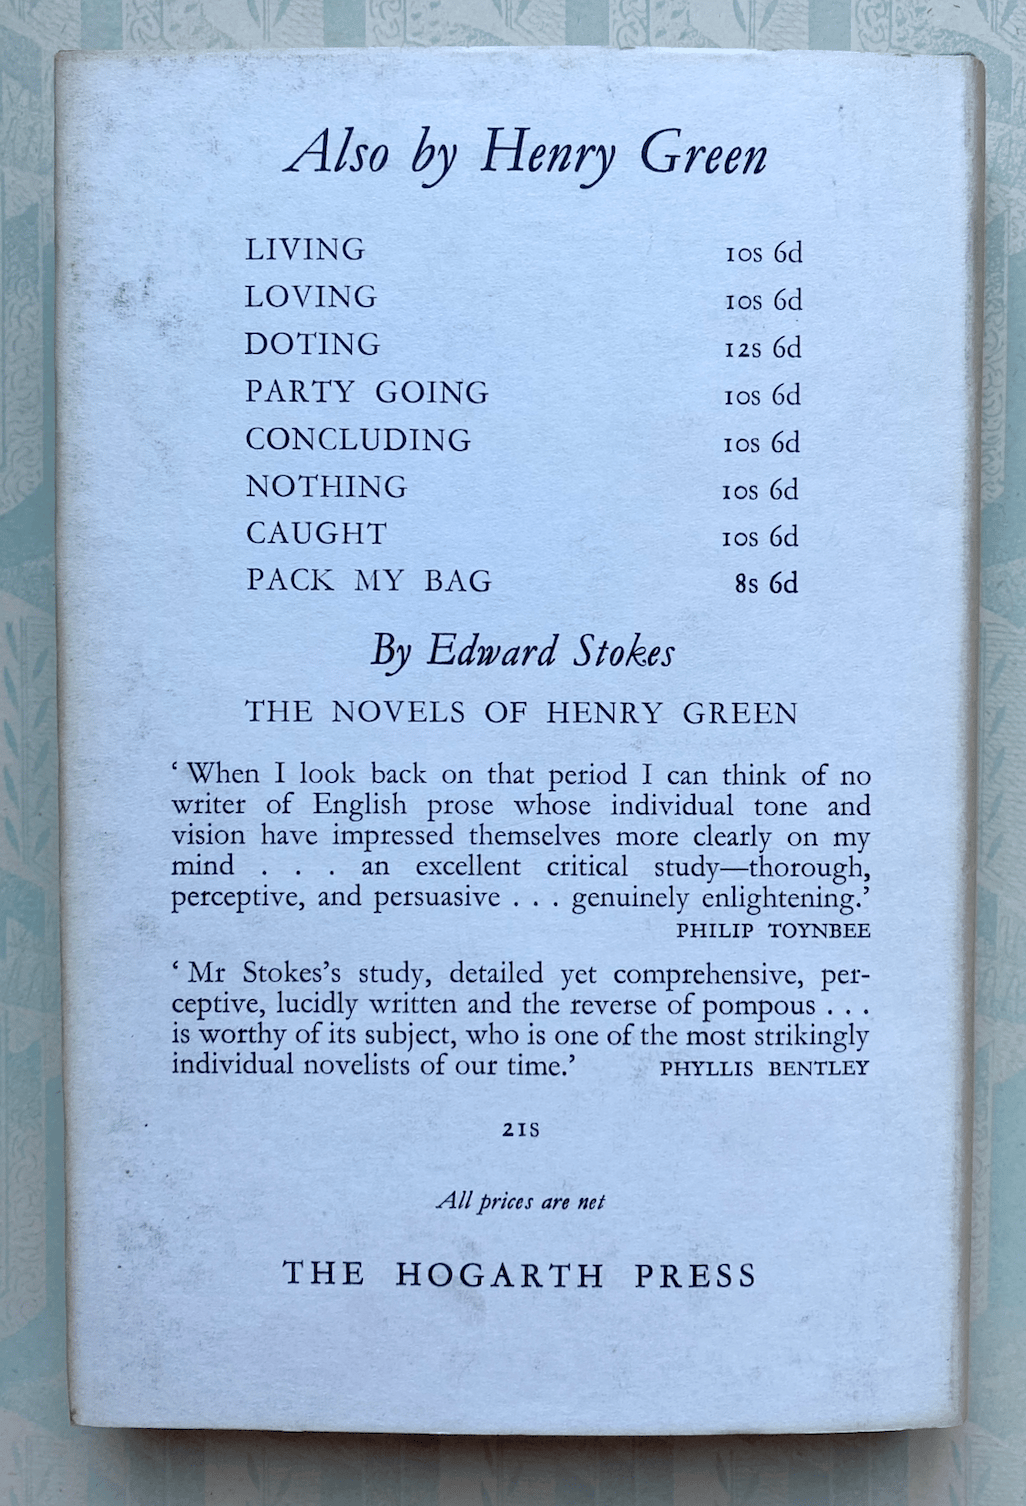 Also by Henry Green
LIVING 10s 6d
LOVING 10s 6d
DOTING 12s 6d
PARTY GOING 10s 6d
CONCLUDING 10s 6d
NOTHING 10s 6d
CAUGHT 10s 6d
PACK MY BAG 8s 6d
By Edward Stokes
THE NOVELS OF HENRY GREEN
‘ When I look back on that period I can think of no
writer of English prose whose individual tone and
vision have impressed themselves more clearly on my
mind . . . an excellent critical study—thorough,
perceptive, and persuasive . . . genuinely enlightening.’
PHILIP TOYNBEE
‘ Mr Stokes’s study, detailed yet comprehensive, per-
ceptive, lucidly written and the reverse of pompous . . .
is worthy of its subject, who is one of the most strikingly
individual novelists of our time.’ PHYLLIS BENTLEY
21s
All prices are net
THE HOGARTH PRESS